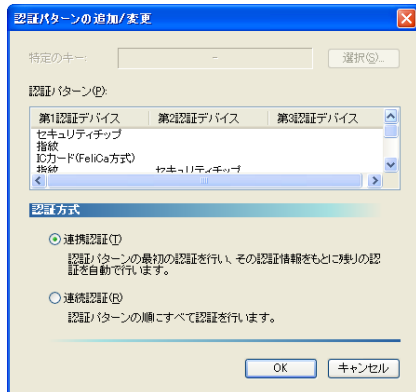 認証パターンの追加/変更
特定のキー: - 選択(S)...
認証パターン(P):
第1認証デバイス 第2認証デバイス 第3認証デバイス
セキュリティチップ
指紋
ICカード(FeliCa方式)
指紋 セキュリティチップ
認証方式
連携認証(T)
認証パターンの最初の認証を行い、その認証情報をもとに残りの認
証を自動で行います。
連続認証(R)
認証パターンの順にすべて認証を行います。
OK キャンセル